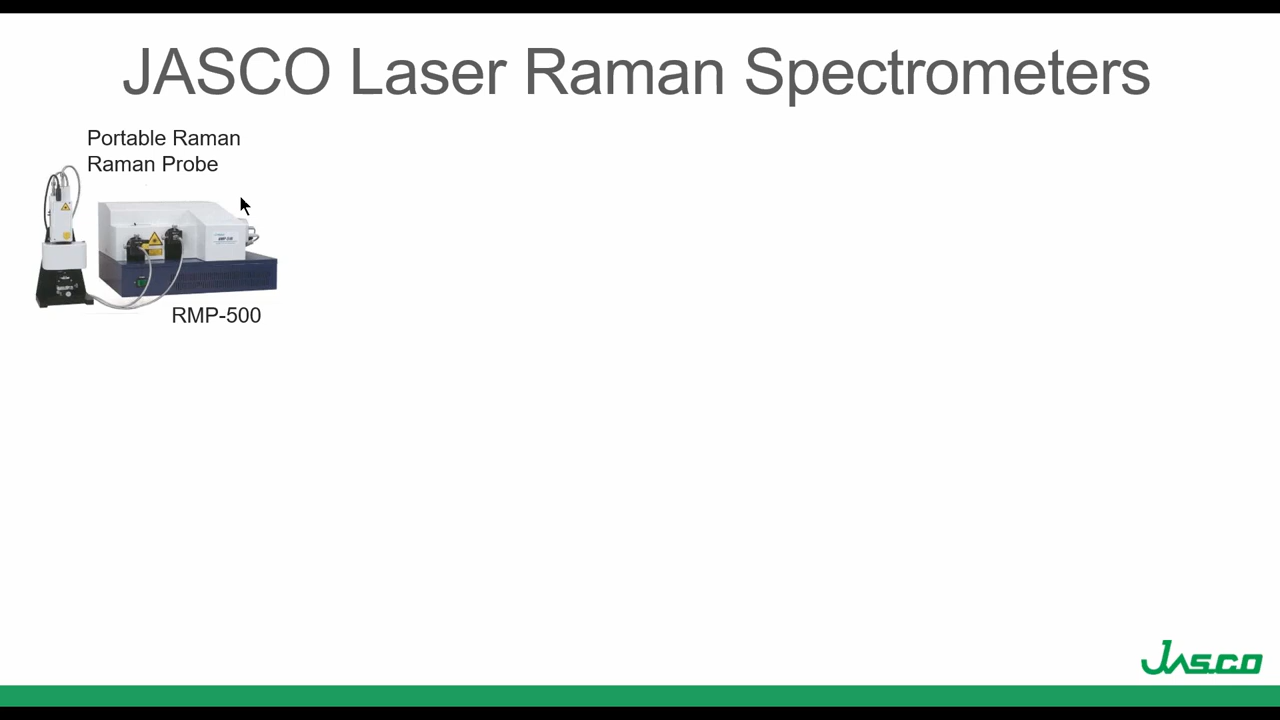 JASCO Laser Raman Spectrometers
Portable Raman
Raman Probe
RMP-500
JASCO